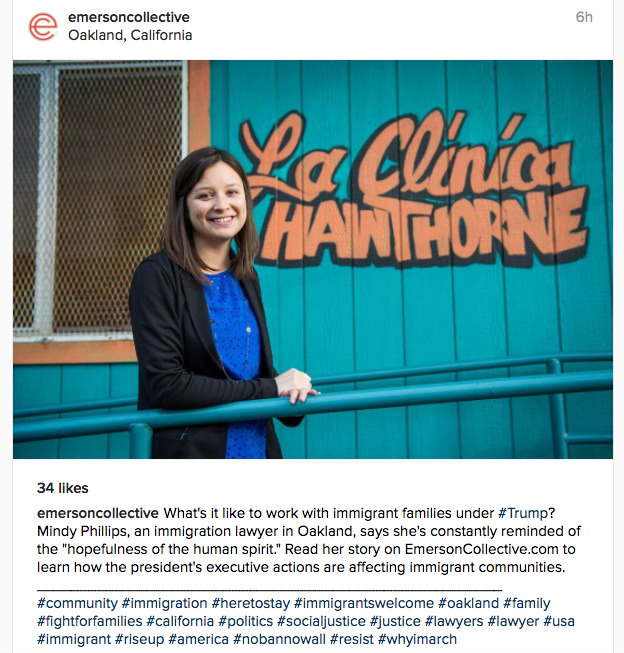 emersoncollective 6h
Oakland, California
La Clínica
HAWTHORNE
34 likes
emersoncollective What's it like to work with immigrant families under #Trump?
Mindy Phillips, an immigration lawyer in Oakland, says she's constantly reminded of
the "hopefulness of the human spirit." Read her story on EmersonCollective.com to
learn how the president's executive actions are affecting immigrant communities.
#community #immigration #heretostay #immigrantswelcome #oakland #family
#fightforfamilies #california #politics #socialjustice #justice #lawyers #lawyer #usa
#immigrant #riseup #america #nobannowall #resist #whyimarch